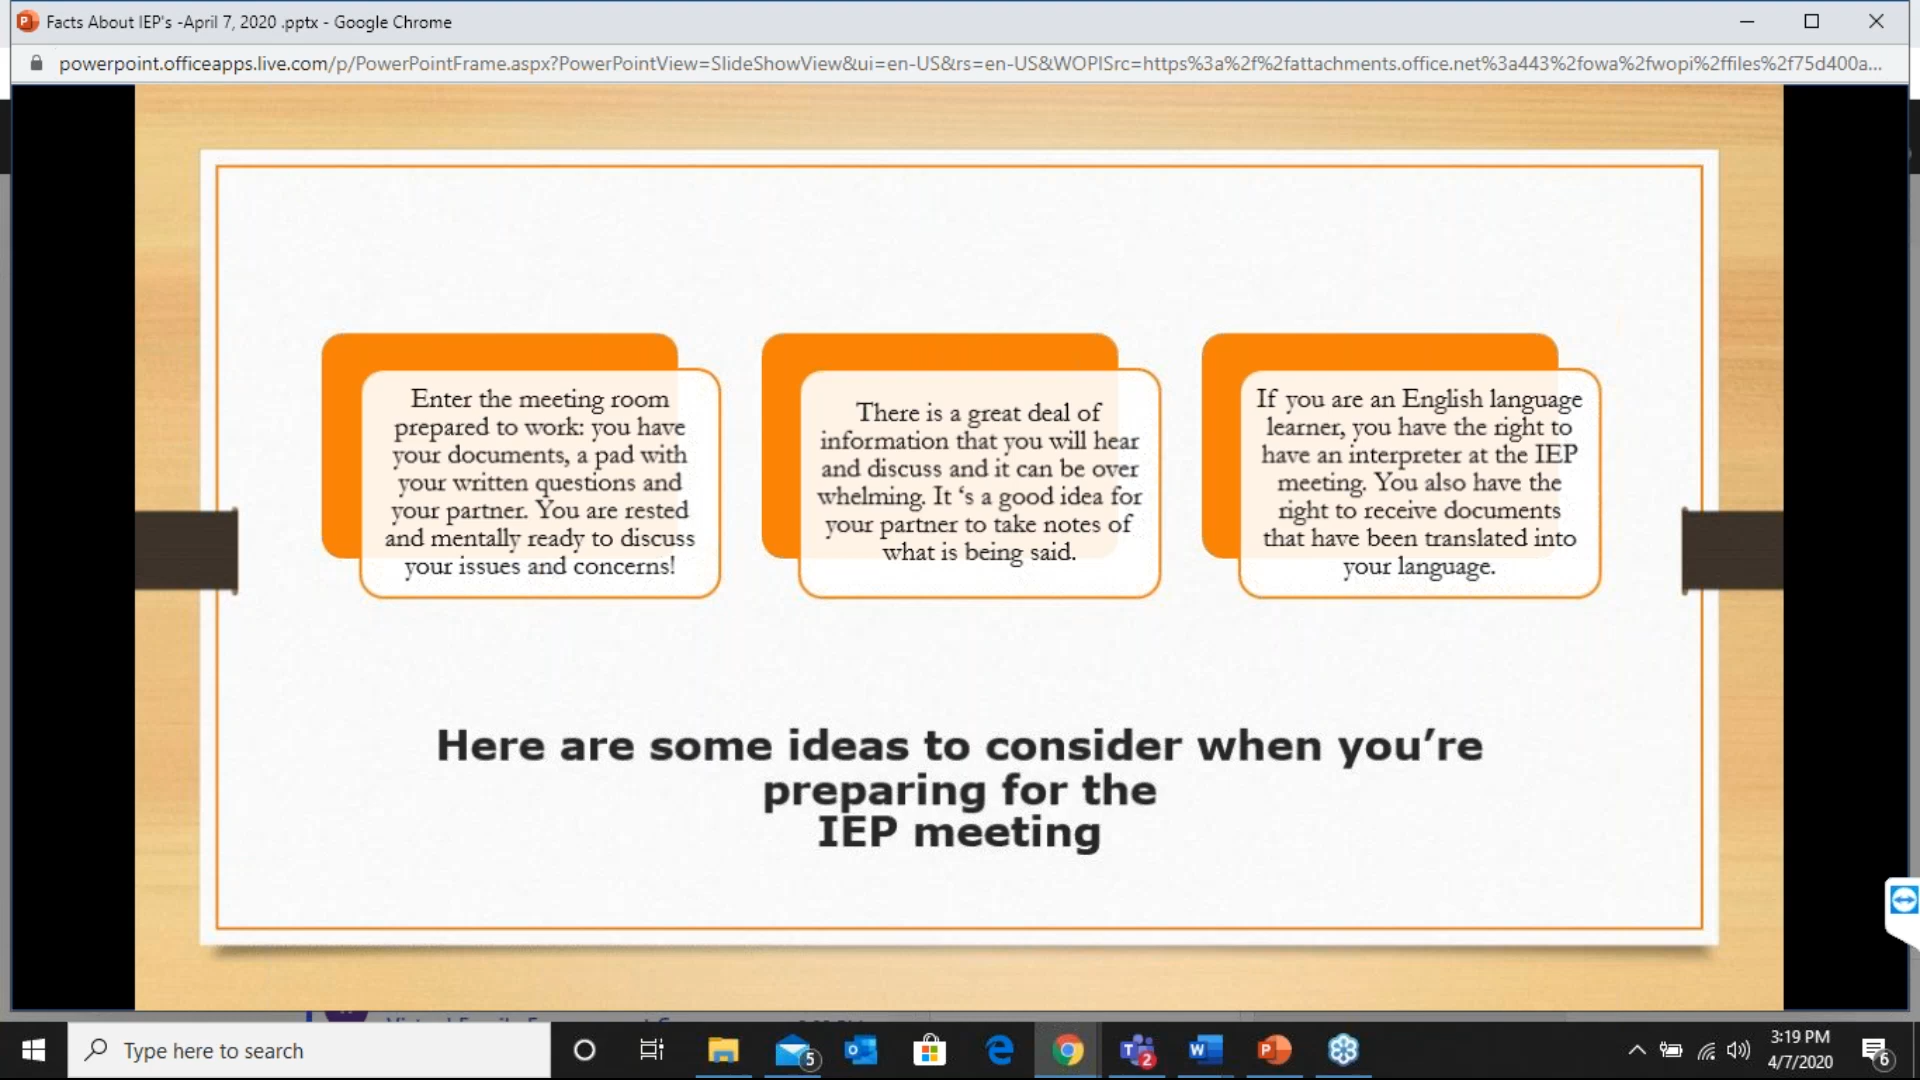 Facts About IEP's -April 7, 2020 .pptx - Google Chrome
powerpoint.officeapps.live.com/p/PowerPointFrame.aspx?PowerPointView=SlideShowView&ui=en-US&rs=en-US&WOPISrc=https%3a%2f%2fattachments.office.net%3a443%2fowa%2fwopi%2ffiles%2f75d400a...
Enter the meeting room
prepared to work: you have
your documents, a pad with
your written questions and
your partner. You are rested
and mentally ready to discuss
your issues and concerns!
There is a great deal of
information that you will hear
and discuss and it can be over
whelming. It ‘s a good idea for
your partner to take notes of
what is being said.
If you are an English language
learner, you have the right to
have an interpreter at the IEP
meeting. You also have the
right to receive documents
that have been translated into
your language.
Here are some ideas to consider when you’re
preparing for the
IEP meeting
Type here to search
5
2
3:19 PM
4/7/2020
6